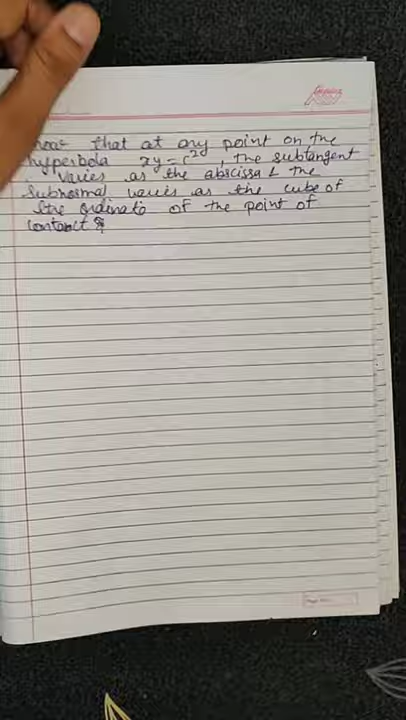 that at any point on the
hyperbola xy = c², the subtangent
varies as the abscissa & the
subnormal varies as the cube of
the ordinate of the point of
contact